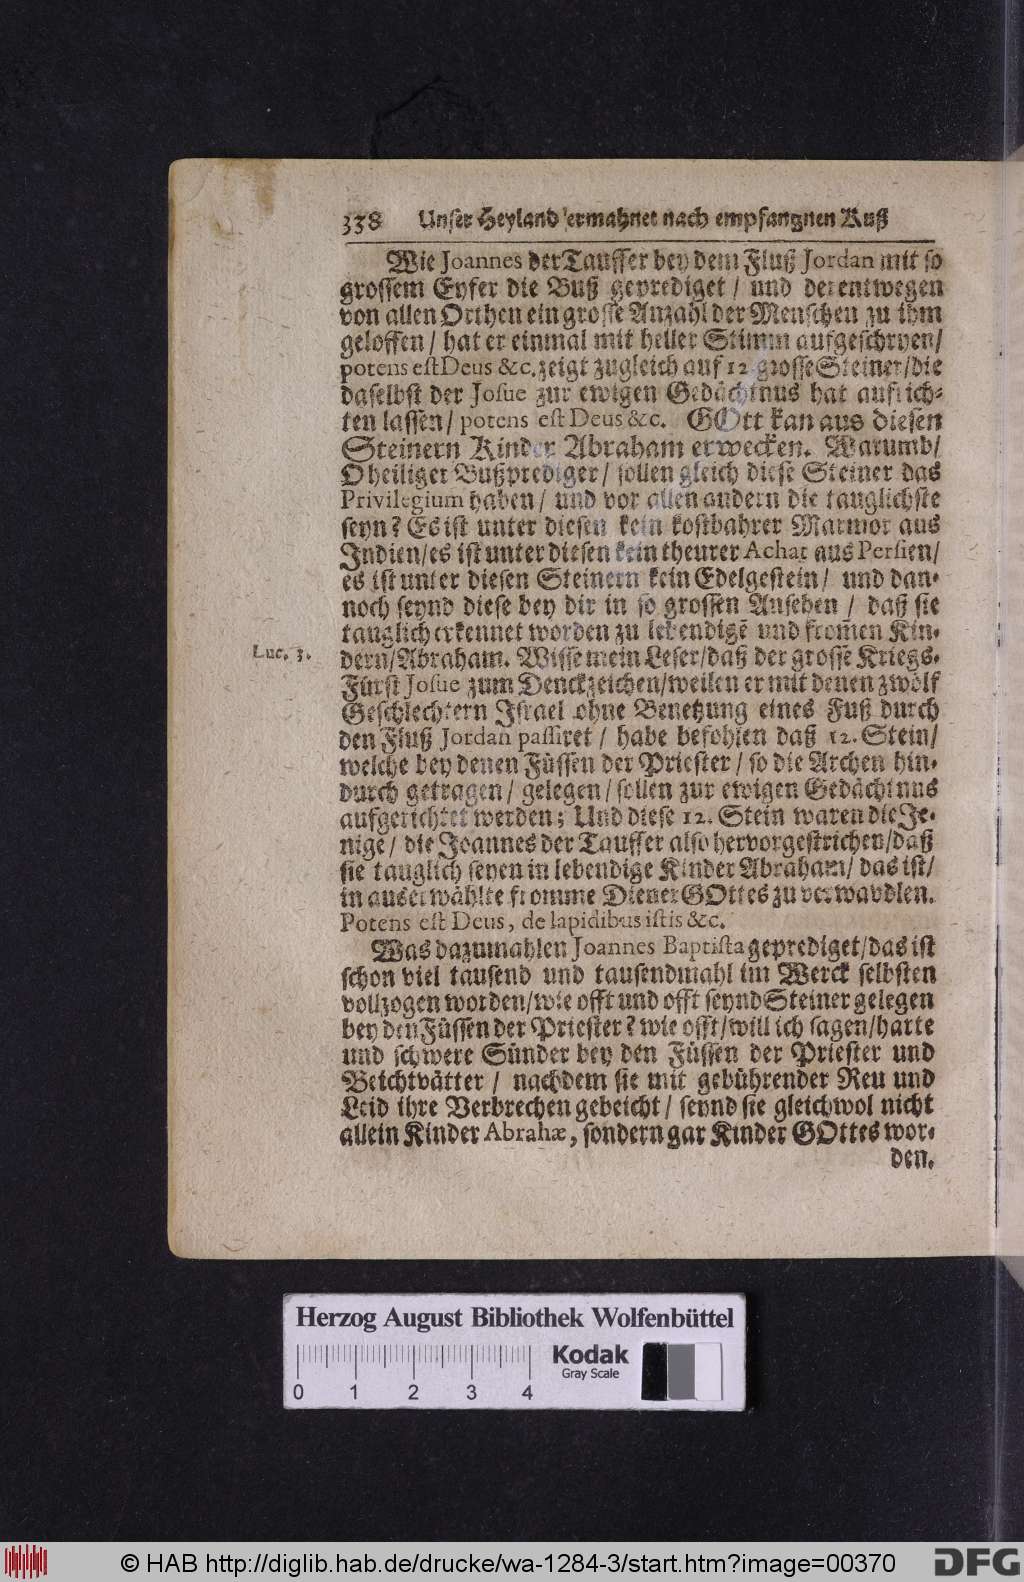 338 Unser Heyland ermahnet nach empfangnen Kuß
Wie Joannes der Tauffer bey dem Fluß Jordan mit so
grossem Eyfer die Buß geprediget / und derentwegen
von allen Orthen ein grosse Anzahl der Menschen zu ihm
geloffen / hat er einmal mit heller Stimm aufgeschryen /
potens est Deus &c. zeigt zugleich auf 12 grosse Steiner / die
daselbst der Josue zur ewigen Gedächtnus hat auffrich-
ten lassen / potens est Deus &c. GOtt kan aus diesen
Steinern Kinder Abraham erwecken. Warumb /
O heiliger Bußprediger / sollen gleich diese Steiner das
Privilegium haben / und vor allen andern die tauglichste
seyn? Es ist unter diesen kein kostbahrer Marmor aus
Indien / es ist unter diesen kein theurer Achat aus Persien /
es ist unter diesen Steinern kein Edelgestein / und dan-
noch seynd diese bey dir in so grossen Ansehen / daß sie
tauglich erkennet worden zu lebendigē und from̄en Kin-
Luc. 3.
dern / Abraham. Wisse mein Leser / daß der grosse Kriegs-
Fürst Josue zum Denckzeichen / weilen er mit denen zwölf
Geschlechtern Israel ohne Benetzung eines Fuß durch
den Fluß Jordan passiret / habe befohlen daß 12. Stein /
welche bey denen Füssen der Priester / so die Archen hin-
durch getragen / gelegen / sollen zur ewigen Gedächtnus
aufgerichtet werden; Und diese 12. Stein waren die Je-
nige / die Joannes der Tauffer also hervorgestrichen / daß
sie tauglich seyen in lebendige Kinder Abraham / das ist /
in auserwählte fromme Diener GOttes zu verwandlen.
Potens est Deus, de lapidibus istis &c.
Was dazumahlen Joannes Baptista geprediget / das ist
schon viel tausend und tausendmahl im Werck selbsten
vollzogen worden / wie offt und offt seynd Steiner gelegen
bey den Füssen der Priester? wie offt / will ich sagen / harte
und schwere Sünder bey den Füssen der Priester und
Beichtvätter / nachdem sie mit gebührender Reu und
Leid ihre Verbrechen gebeicht / seynd sie gleichwol nicht
allein Kinder Abrahæ, sondern gar Kinder GOttes wor-
den.
Herzog August Bibliothek Wolfenbüttel
Kodak
Gray Scale
0 1 2 3 4
© HAB http://diglib.hab.de/drucke/wa-1284-3/start.htm?image=00370
DFG